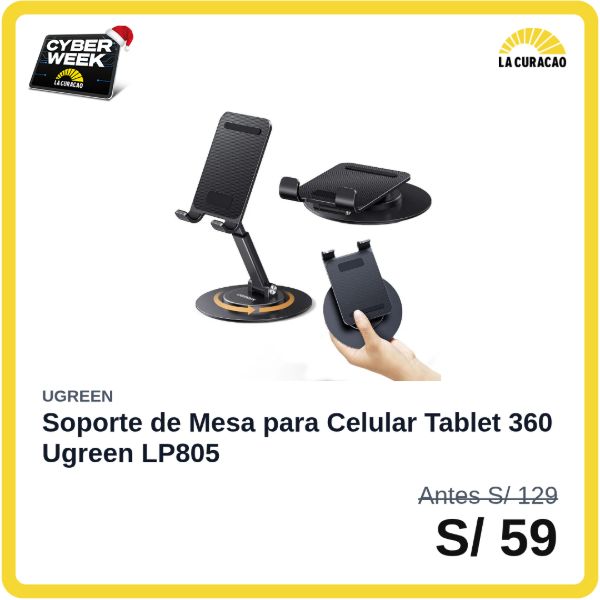 CYBER
WEEK
LA CURACAO
LA CURACAO
UGREEN
UGREEN
Soporte de Mesa para Celular Tablet 360
Ugreen LP805
Antes S/ 129
S/ 59